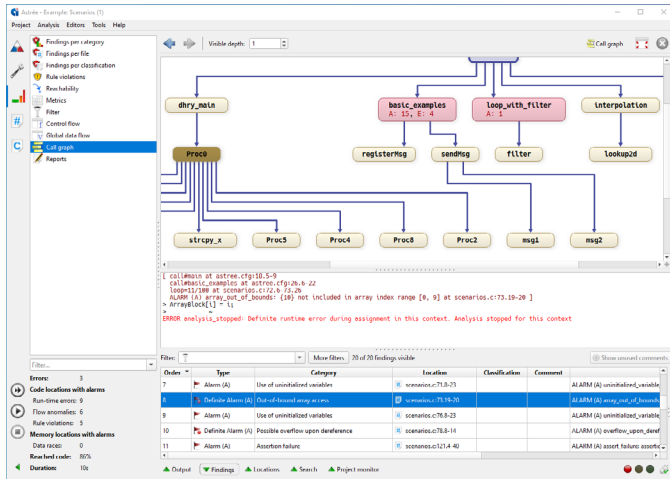 Astrée - Example: Scenarios (1)
Project Analysis Editors Tools Help
Findings per category
Findings per file
Findings per classification
Rule violations
Reachability
Metrics
Filter
Control flow
Global data flow
Call graph
Reports
Visible depth: 1
Call graph
dhry_main
basic_examples
A: 15, E: 4
loop_with_filter
A: 1
interpolation
Proc0
registerMsg
sendMsg
filter
lookup2d
strcpy_x
Proc5
Proc4
Proc8
Proc2
msg1
msg2
[ call#main at astree.cfg:10.5-9
call#basic_examples at astree.cfg:26.6-22
loop=11/100 at scenarios.c:72.6-73.26
ALARM (A) array_out_of_bounds: {10} not included in array index range [0, 9] at scenarios.c:73.19-20 ]
> ArrayBlock[i] = i;
> ~
ERROR analysis_stopped: Definite runtime error during assignment in this context. Analysis stopped for this context
Filter: More filters 20 of 20 findings visible Show unused comments
Order Type Category Location Classification Comment
7 Alarm (A) Use of uninitialized variables scenarios.c:71.8-23 ALARM (A) uninitialized_variable
8 Definite Alarm (A) Out-of-bound array access scenarios.c:73.19-20 ALARM (A) array_out_of_bounds
9 Alarm (A) Use of uninitialized variables scenarios.c:76.8-23 ALARM (A) uninitialized_variable
10 Definite Alarm (A) Possible overflow upon dereference scenarios.c:78.8-14 ALARM (A) overflow_upon_deref
11 Alarm (A) Assertion failure scenarios.c:121.4-40 ALARM (A) assert_failure: assertio
Filter...
Errors: 3
Code locations with alarms
Run-time errors: 9
Flow anomalies: 6
Rule violations: 5
Memory locations with alarms
Data races: 0
Reached code: 86%
Duration: 10s
Output Findings Locations Search Project monitor